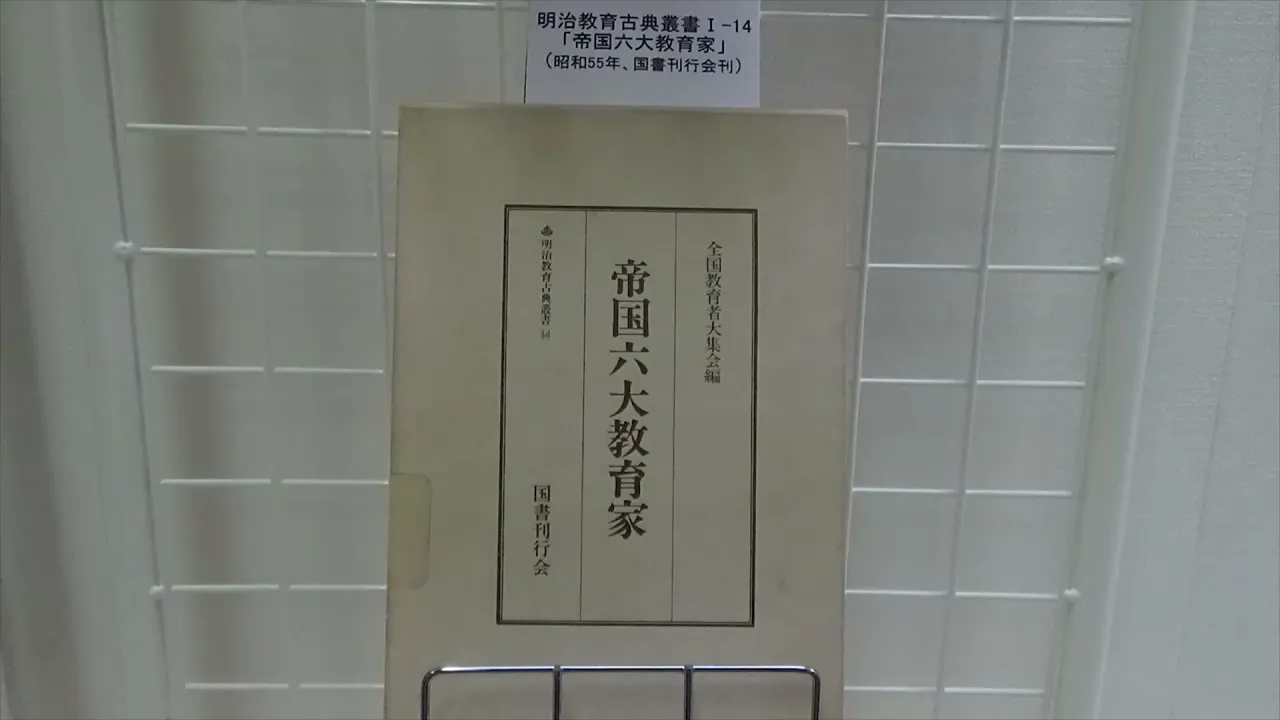 明治教育古典叢書Ⅰ-14
「帝国六大教育家」
(昭和55年、国書刊行会刊)
全国教育者大集会編
帝国六大教育家
明治教育古典叢書 14
国書刊行会